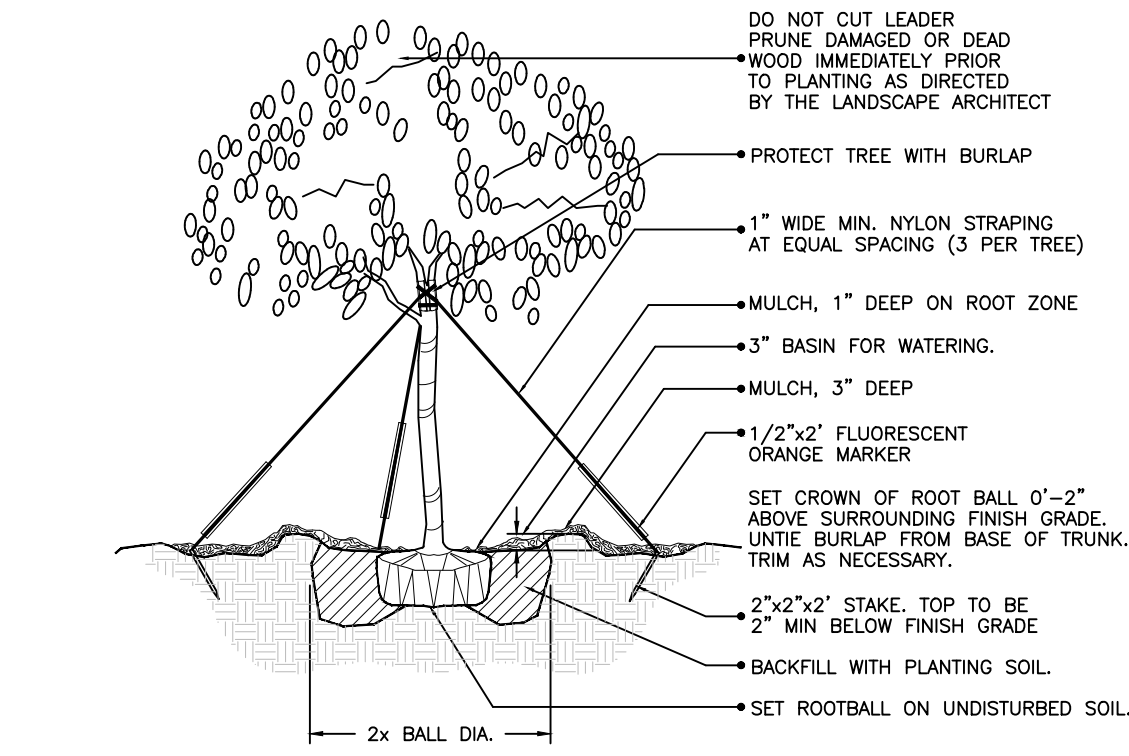 DO NOT CUT LEADER
PRUNE DAMAGED OR DEAD
WOOD IMMEDIATELY PRIOR
TO PLANTING AS DIRECTED
BY THE LANDSCAPE ARCHITECT
PROTECT TREE WITH BURLAP
1" WIDE MIN. NYLON STRAPING
AT EQUAL SPACING (3 PER TREE)
MULCH, 1" DEEP ON ROOT ZONE
3" BASIN FOR WATERING.
MULCH, 3" DEEP
1/2"x2' FLUORESCENT
ORANGE MARKER
SET CROWN OF ROOT BALL 0'-2"
ABOVE SURROUNDING FINISH GRADE.
UNTIE BURLAP FROM BASE OF TRUNK.
TRIM AS NECESSARY.
2"x2"x2' STAKE. TOP TO BE
2" MIN BELOW FINISH GRADE
BACKFILL WITH PLANTING SOIL.
SET ROOTBALL ON UNDISTURBED SOIL.
2x BALL DIA.